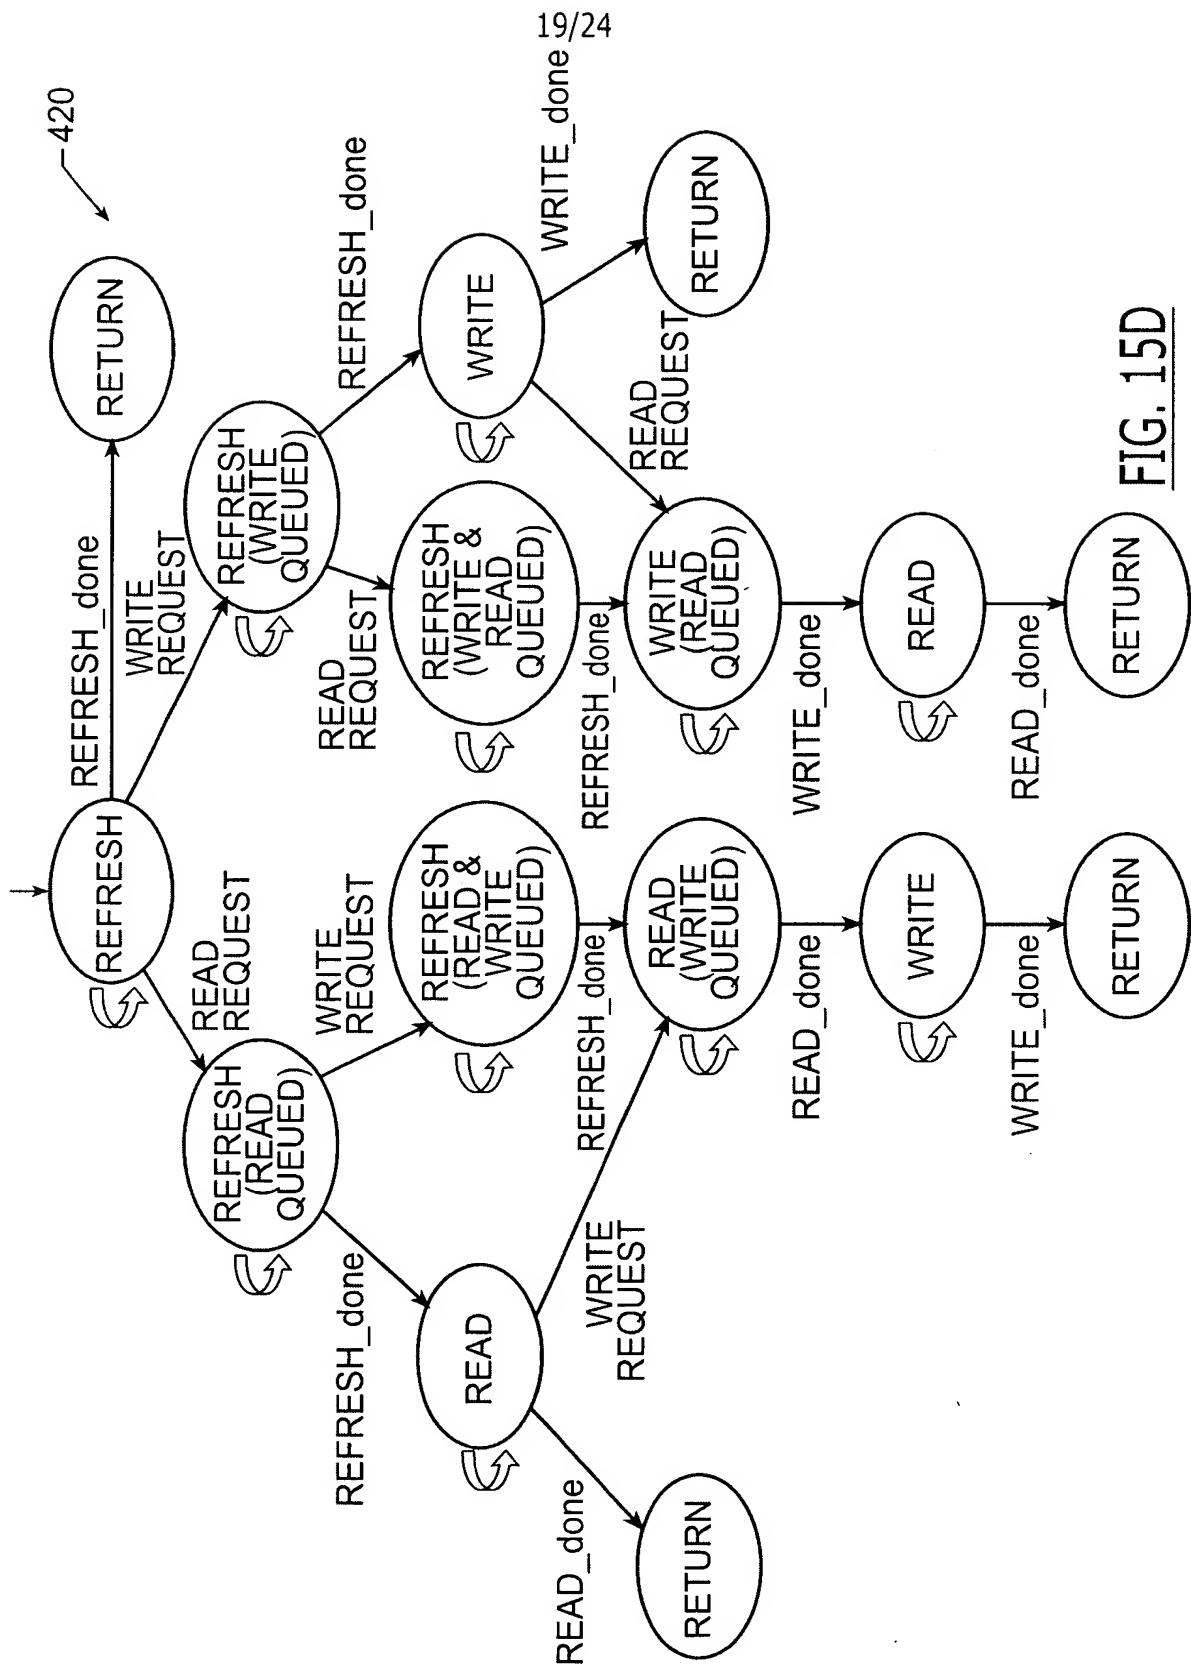 19/24
420
REFRESH
REFRESH_done
RETURN
READ
REQUEST
WRITE
REQUEST
REFRESH
(READ
QUEUED)
REFRESH
(WRITE
QUEUED)
REFRESH_done
WRITE
REQUEST
READ
REQUEST
REFRESH_done
READ
REFRESH
(READ &
WRITE
QUEUED)
REFRESH
(WRITE &
READ
QUEUED)
WRITE
READ_done
WRITE
REQUEST
REFRESH_done
REFRESH_done
READ
REQUEST
WRITE_done
RETURN
READ
(WRITE
QUEUED)
WRITE
(READ
QUEUED)
RETURN
READ_done
WRITE_done
WRITE
READ
WRITE_done
READ_done
RETURN
RETURN
FIG. 15D